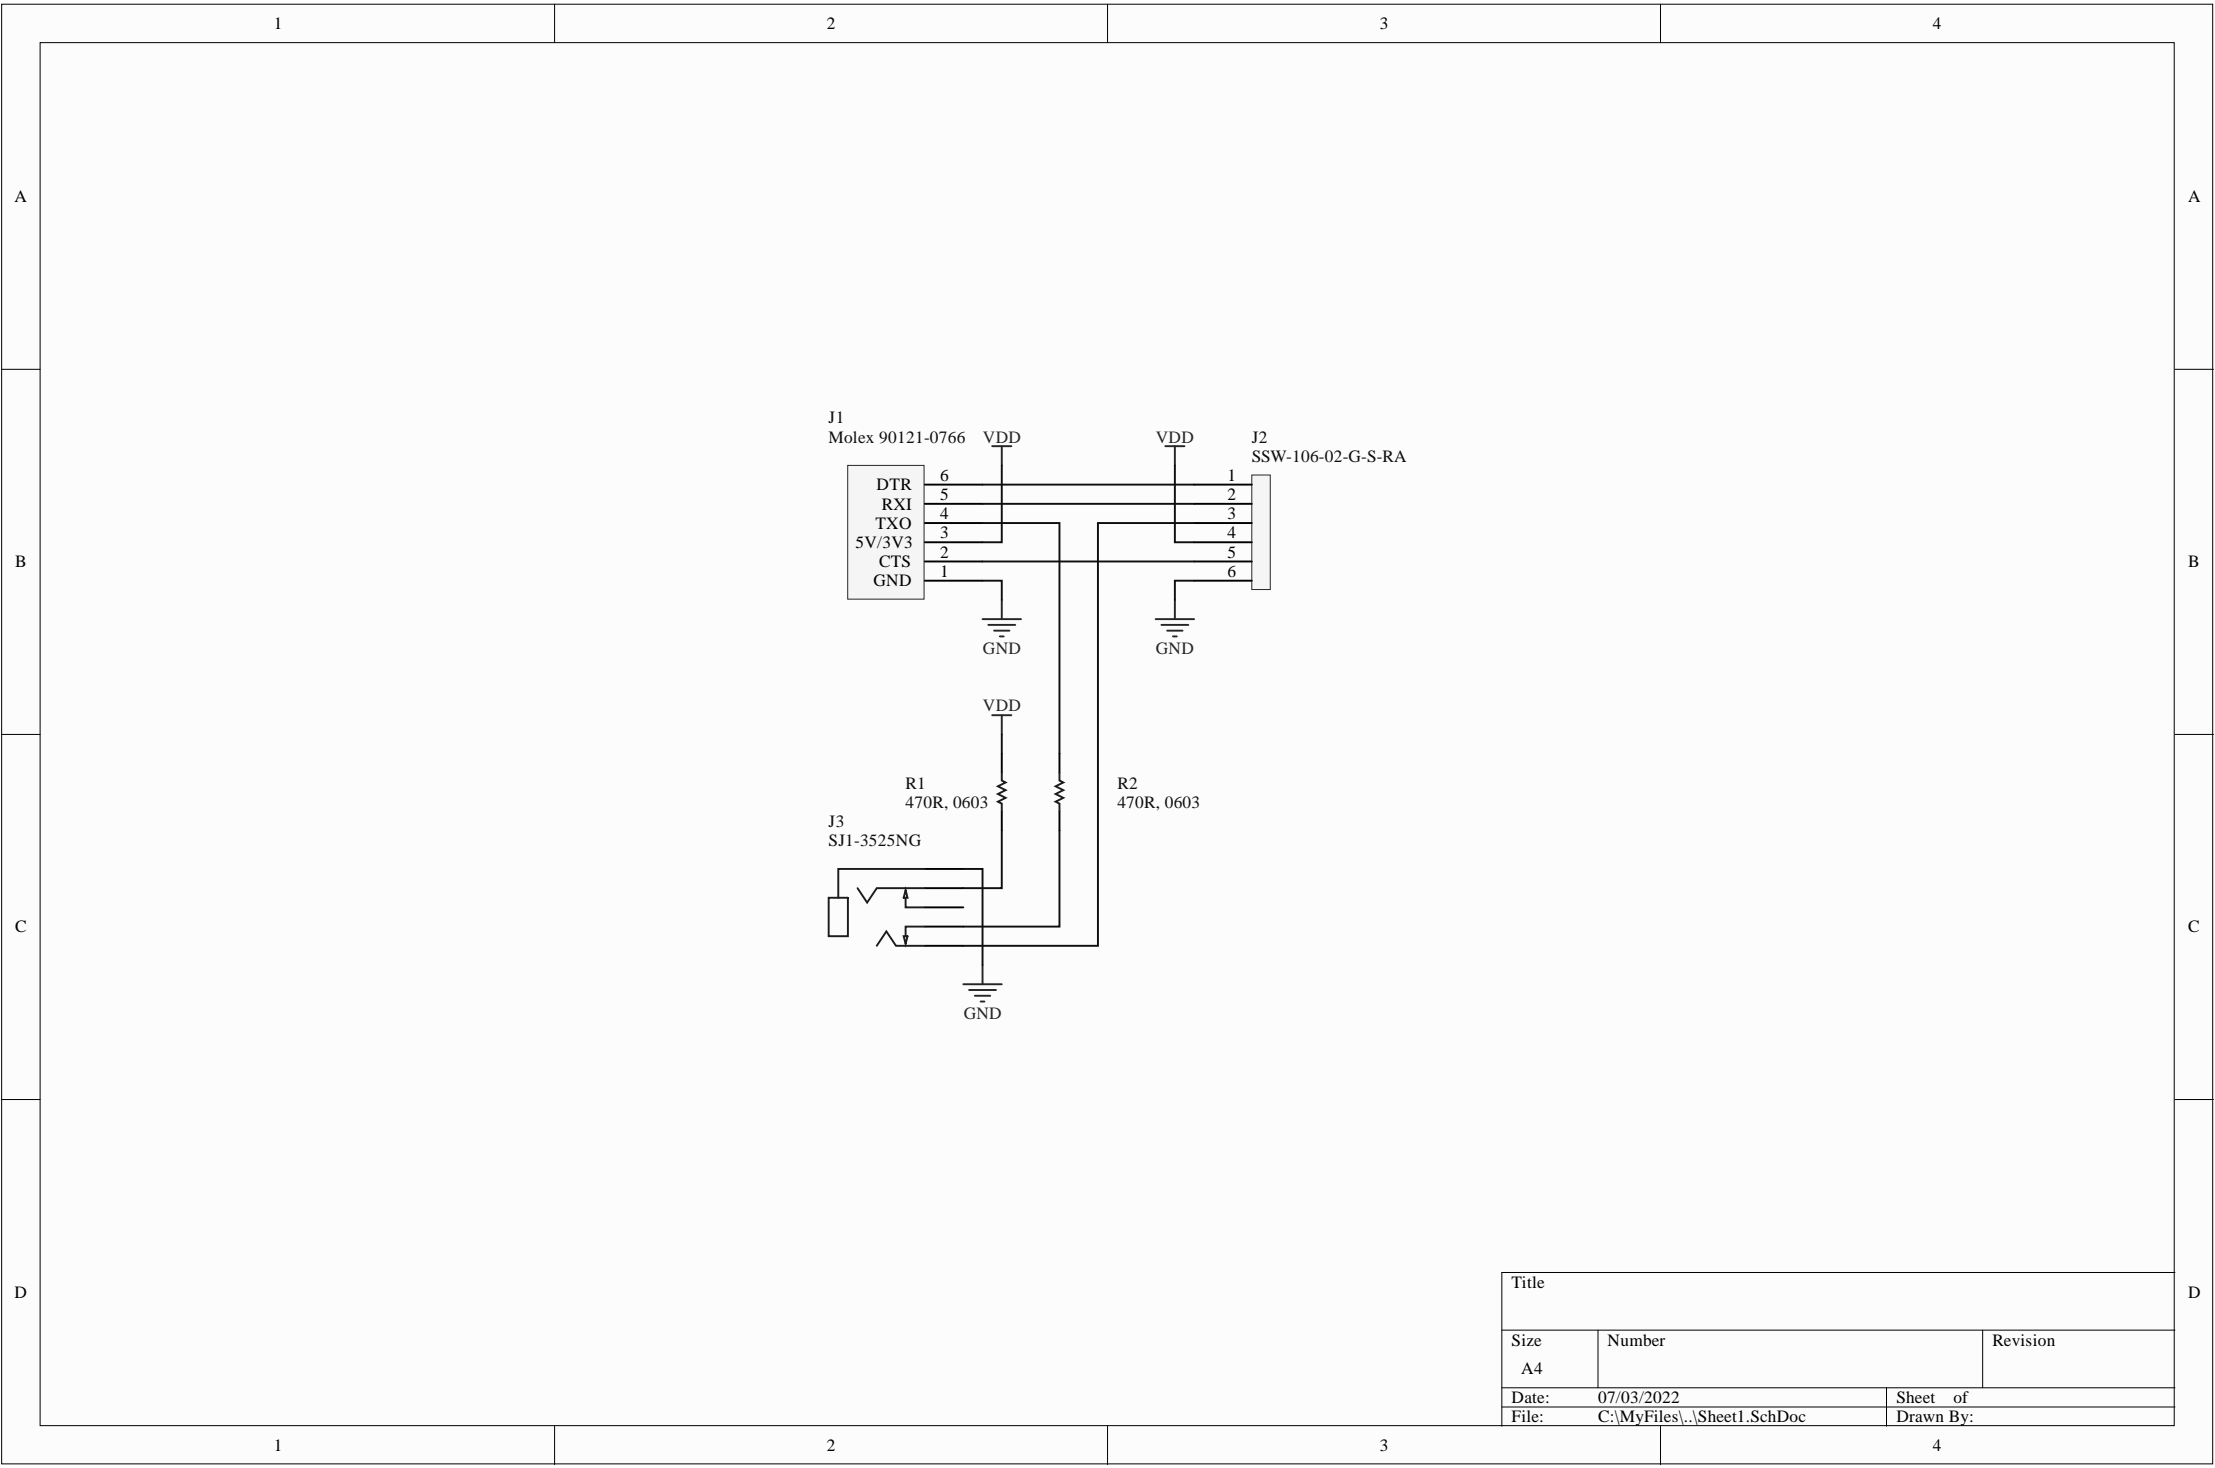 1 2 3 4
A A
J1
Molex 90121-0766 VDD VDD J2
SSW-106-02-G-S-RA
DTR 6 1
RXI 5 2
TXO 4 3
5V/3V3 3 4
CTS 2 5
GND 1 6
B B
GND GND
VDD
R1 R2
470R, 0603 470R, 0603
J3
SJ1-3525NG
C C
GND
Title
D D
Size Number Revision
A4
Date: 07/03/2022 Sheet of
File: C:\MyFiles\..\Sheet1.SchDoc Drawn By:
1 2 3 4